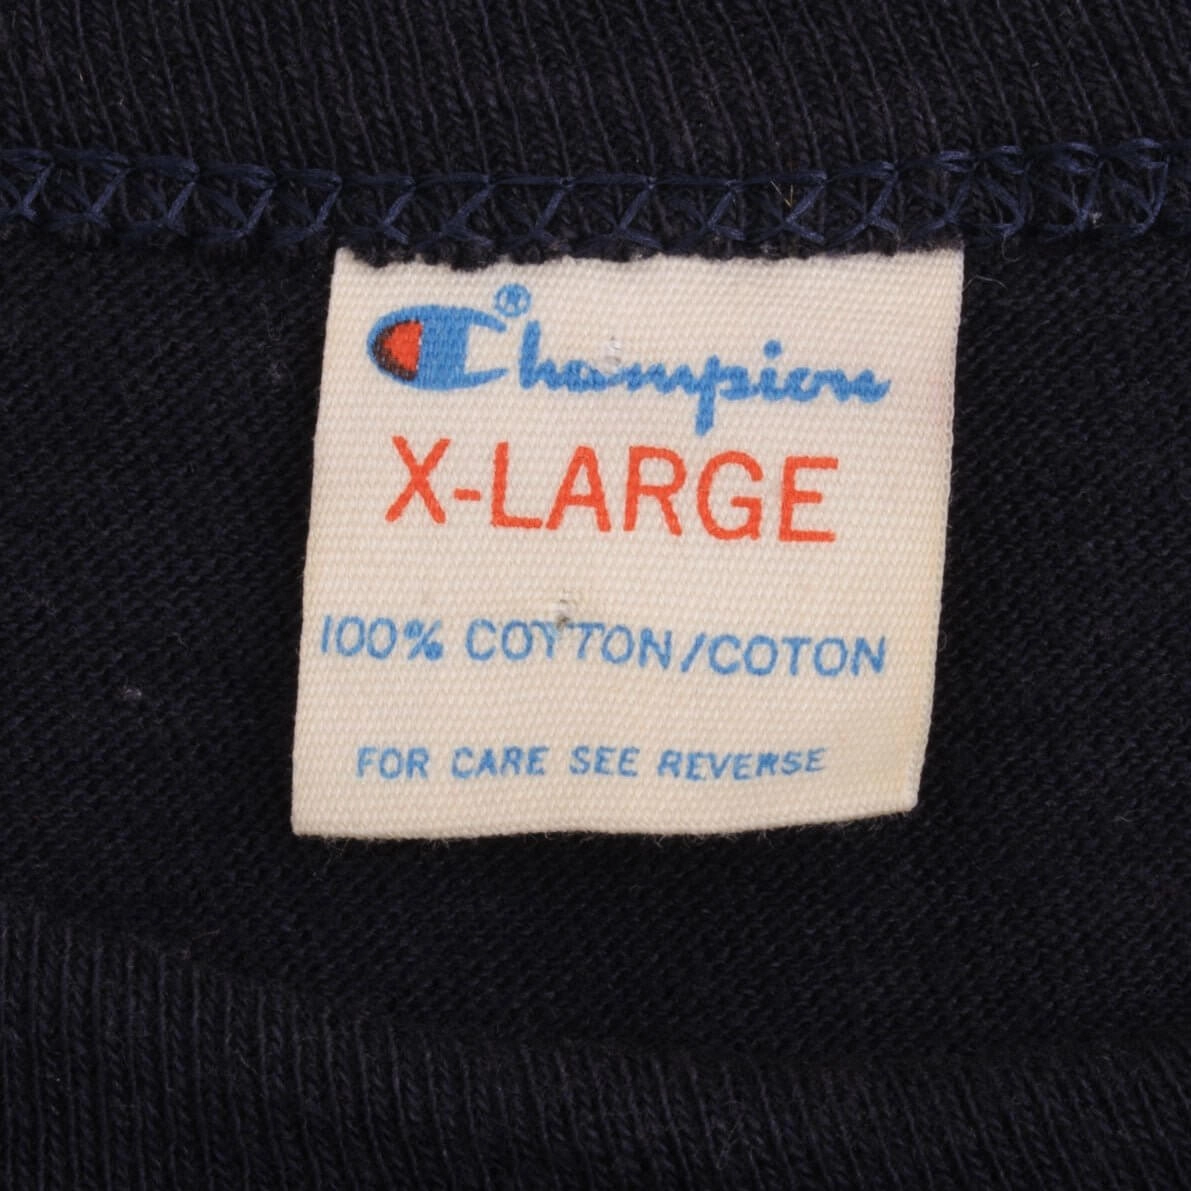 Champion®
X-LARGE
100% COTTON/COTON
FOR CARE SEE REVERSE